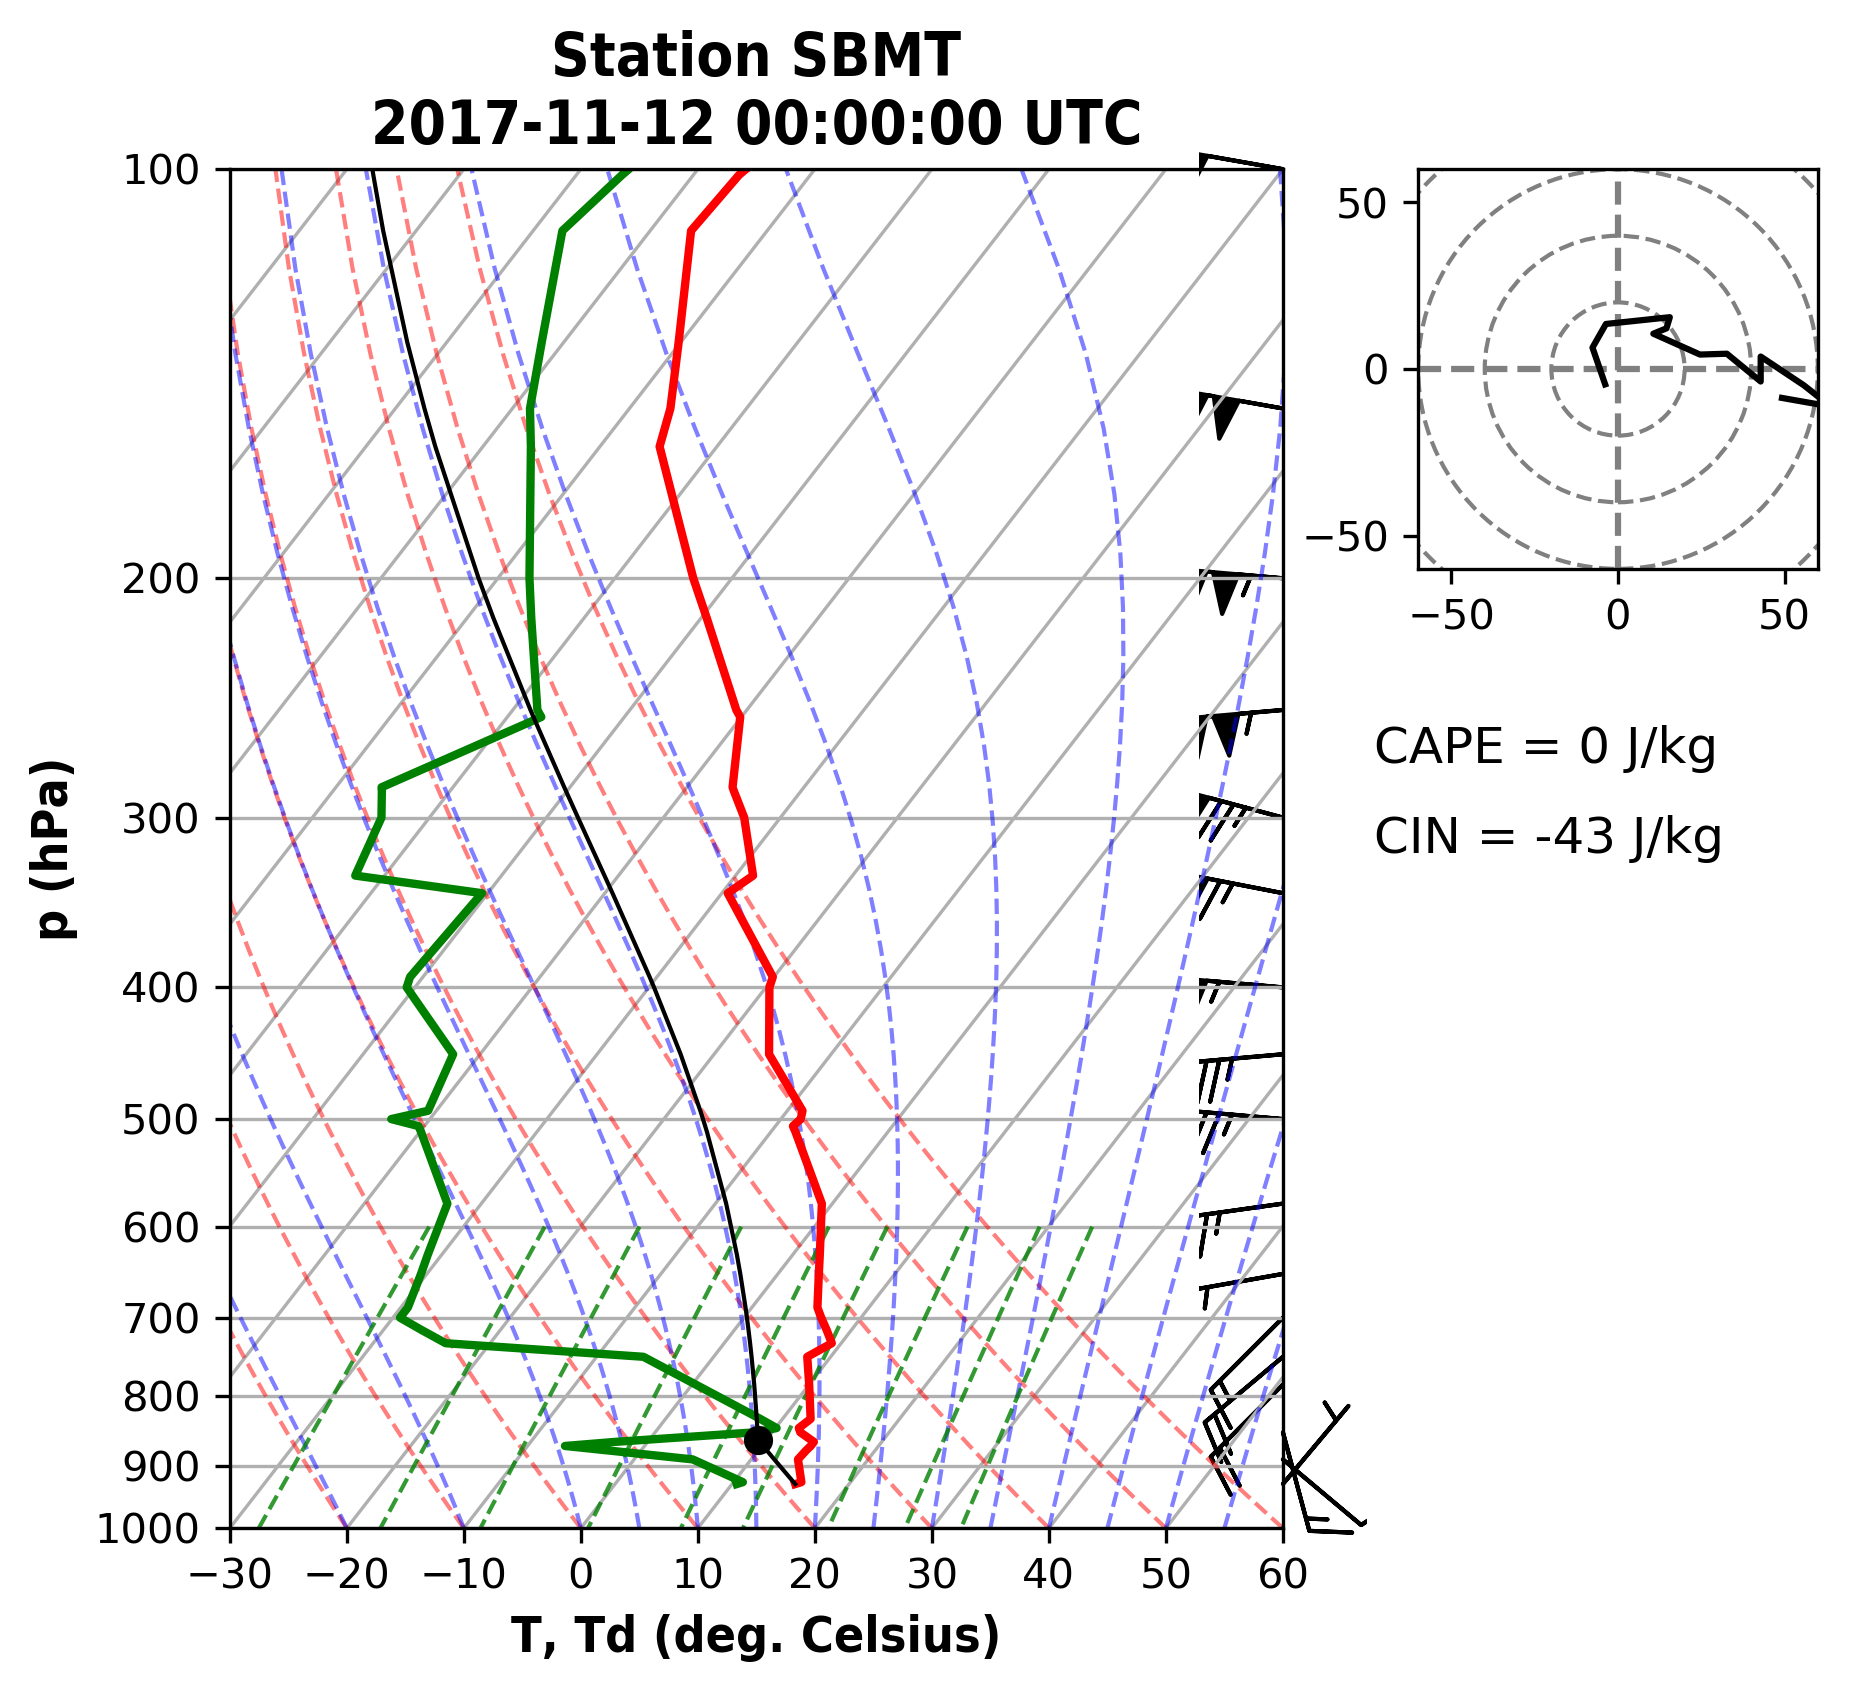 Station SBMT
2017-11-12 00:00:00 UTC
100
200
300
400
500
600
700
800
900
1000
p (hPa)
−30 −20 −10 0 10 20 30 40 50 60
T, Td (deg. Celsius)
50
0
−50
−50 0 50
CAPE = 0 J/kg
CIN = -43 J/kg